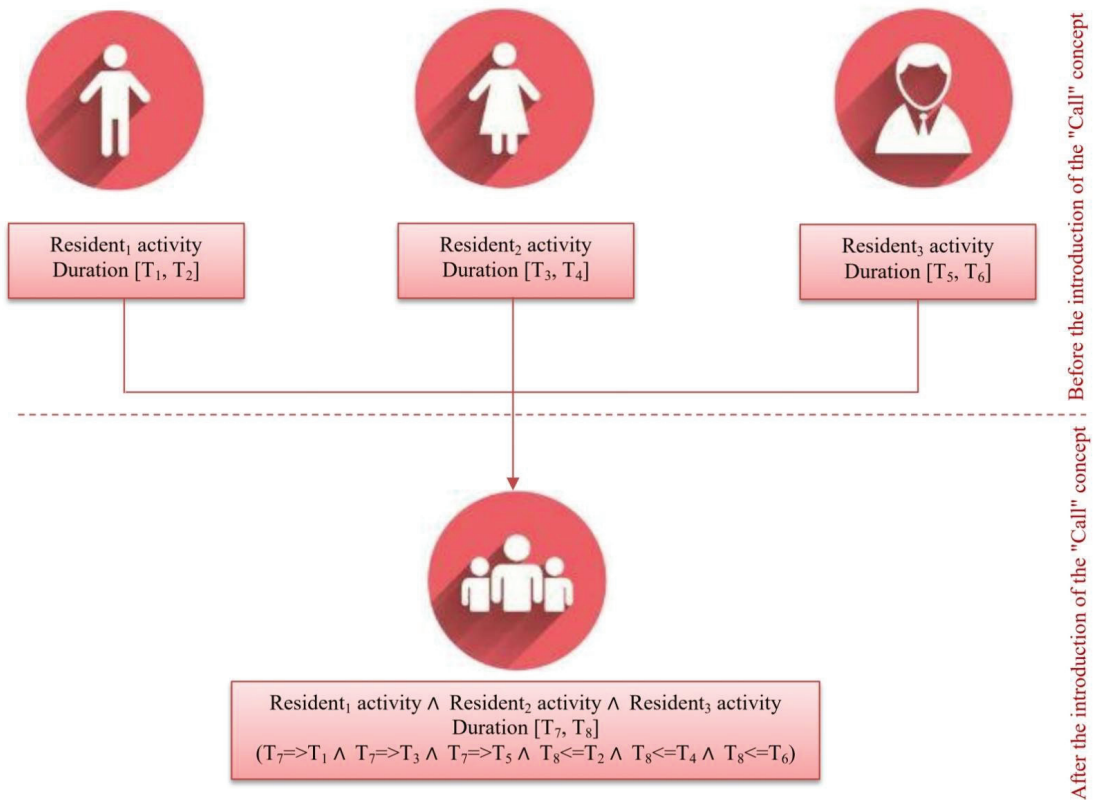 Before the introduction of the "Call" concept
Resident₁ activity
Duration [T₁, T₂]
Resident₂ activity
Duration [T₃, T₄]
Resident₃ activity
Duration [T₅, T₆]
After the introduction of the "Call" concept
Resident₁ activity ∧ Resident₂ activity ∧ Resident₃ activity
Duration [T₇, T₈]
(T₇=>T₁ ∧ T₇=>T₃ ∧ T₇=>T₅ ∧ T₈<=T₂ ∧ T₈<=T₄ ∧ T₈<=T₆)